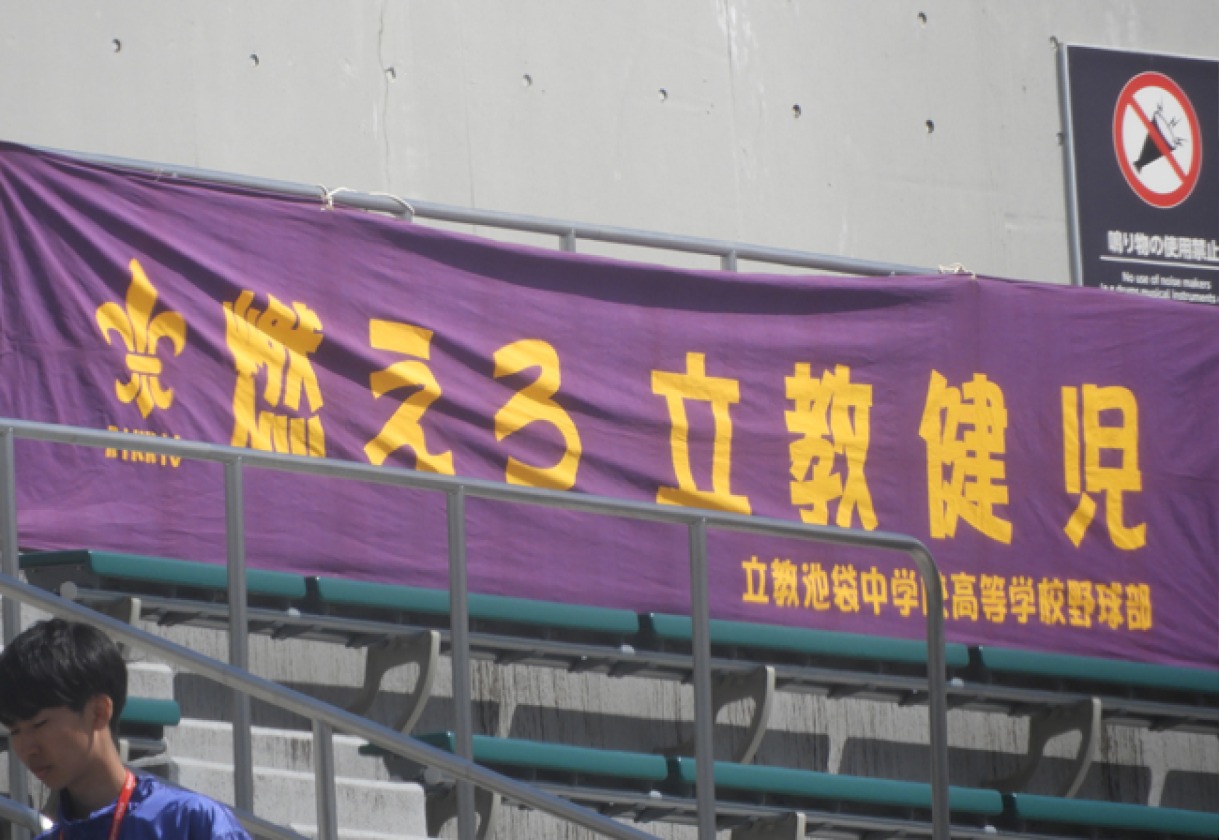 燃えろ 立教健児
立教池袋中学校高等学校野球部
鳴り物の使用禁止
No use of noise makers